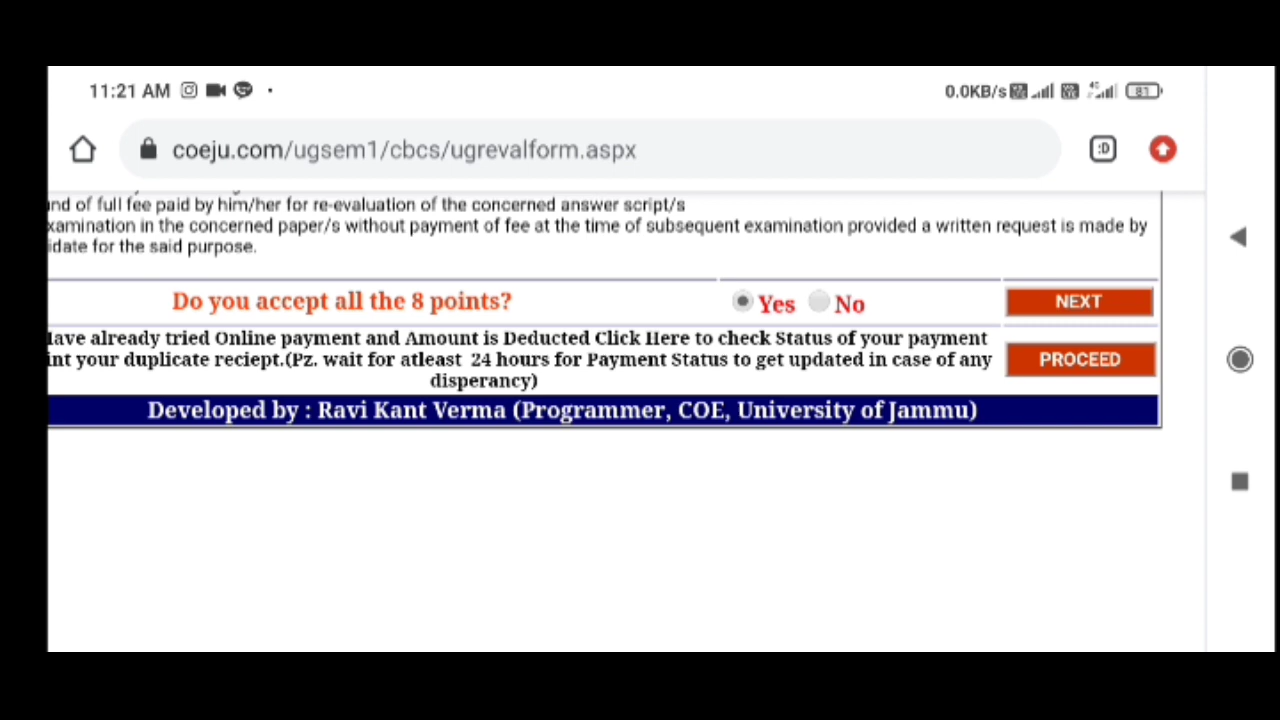 11:21 AM
0.0KB/s 81
coeju.com/ugsem1/cbcs/ugrevalform.aspx
:D
nd of full fee paid by him/her for re-evaluation of the concerned answer script/s
xamination in the concerned paper/s without payment of fee at the time of subsequent examination provided a written request is made by
idate for the said purpose.
Do you accept all the 8 points? Yes No NEXT
have already tried Online payment and Amount is Deducted Click Here to check Status of your payment
int your duplicate reciept.(Pz. wait for atleast 24 hours for Payment Status to get updated in case of any
disperancy)
PROCEED
Developed by : Ravi Kant Verma (Programmer, COE, University of Jammu)